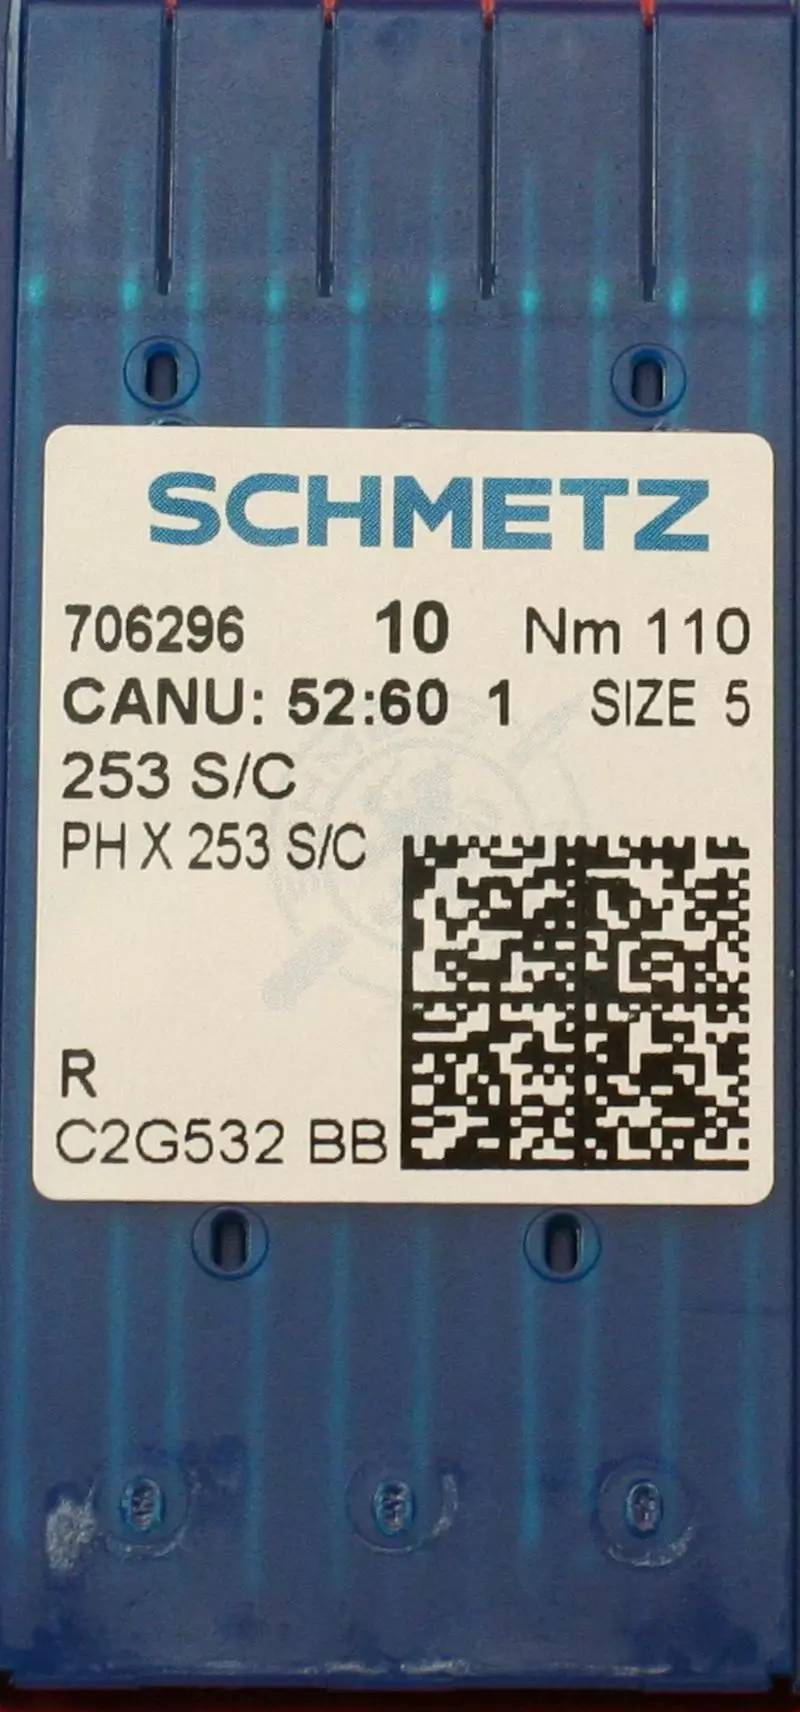 SCHMETZ
706296 10 Nm 110
CANU: 52:60 1 SIZE 5
253 S/C
PH X 253 S/C
R
C2G532 BB